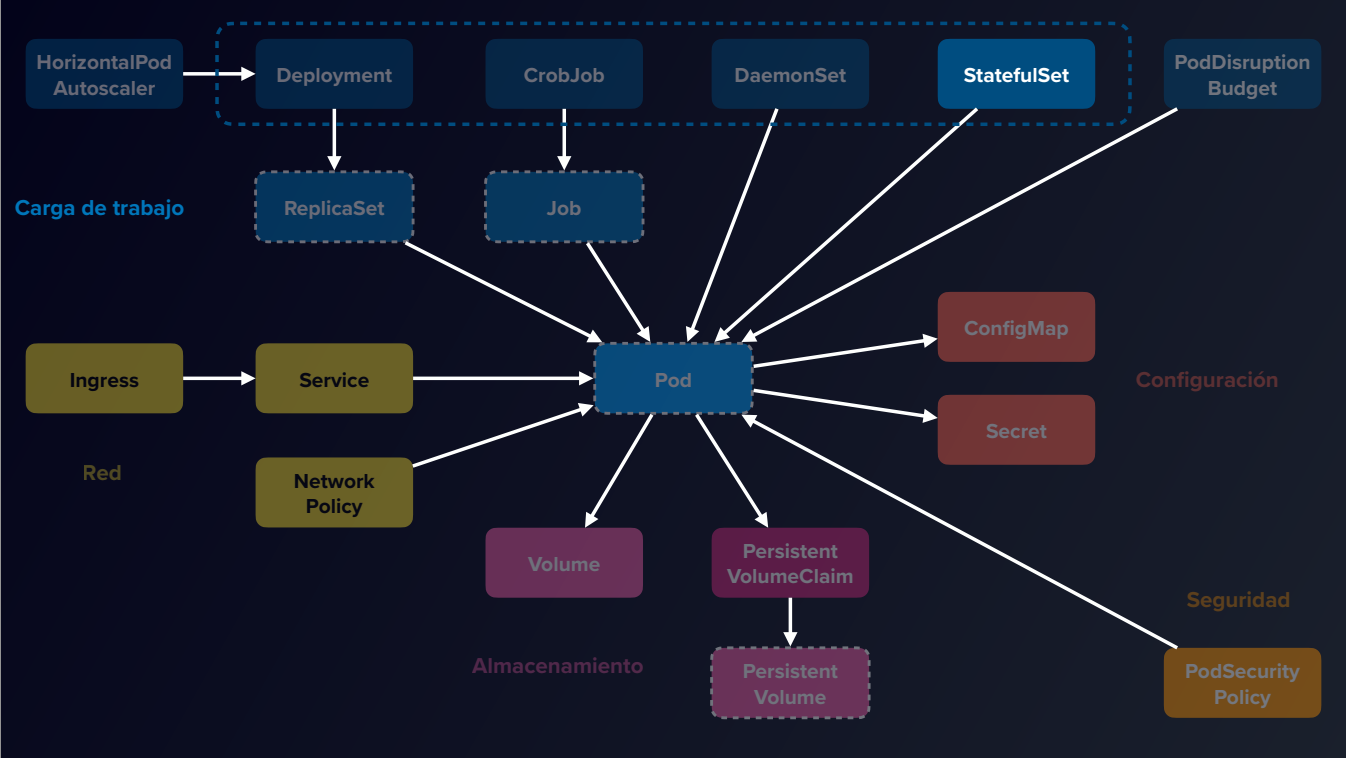 HorizontalPod
Autoscaler
Deployment
CrobJob
DaemonSet
StatefulSet
PodDisruption
Budget
Carga de trabajo
ReplicaSet
Job
ConfigMap
Ingress
Service
Pod
Configuración
Secret
Red
Network
Policy
Volume
Persistent
VolumeClaim
Seguridad
Almacenamiento
Persistent
Volume
PodSecurity
Policy